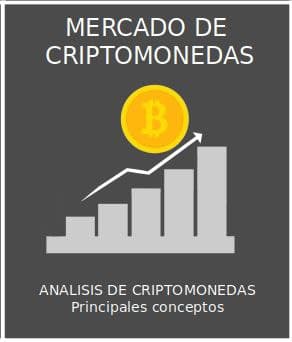 MERCADO DE
CRIPTOMONEDAS
ANALISIS DE CRIPTOMONEDAS
Principales conceptos